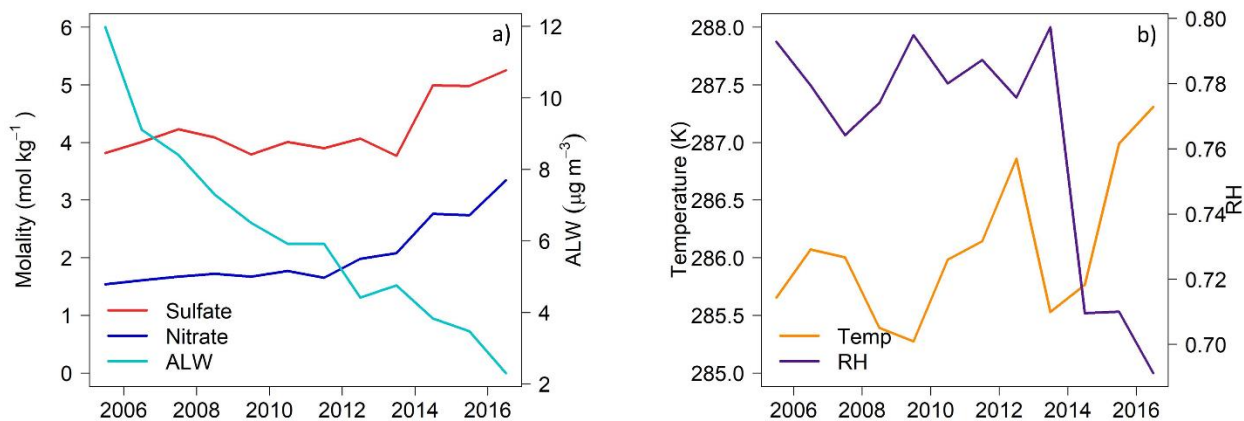 a)
6
5
4
3
2
1
0
Molality (mol kg⁻¹)
12
10
8
6
4
2
ALW (μg m⁻³)
Sulfate
Nitrate
ALW
2006 2008 2010 2012 2014 2016
b)
288.0
287.5
287.0
286.5
286.0
285.5
285.0
Temperature (K)
0.80
0.78
0.76
0.74
0.72
0.70
RH
Temp
RH
2006 2008 2010 2012 2014 2016